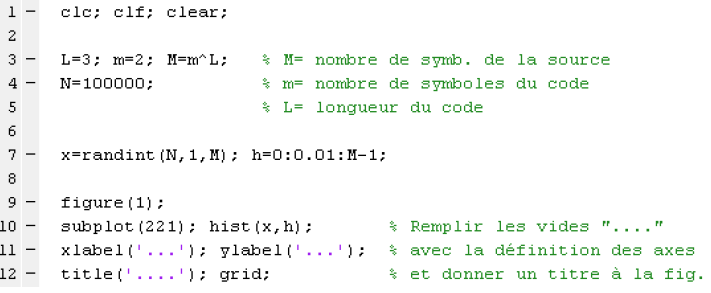 1 — clc; clf; clear;
2
3 — L=3; m=2; M=m^L; % M= nombre de symb. de la source
4 — N=100000; % m= nombre de symboles du code
5 % L= longueur du code
6
7 — x=randint(N,1,M); h=0:0.01:M-1;
8
9 — figure(1);
10 — subplot(221); hist(x,h); % Remplir les vides "...."
11 — xlabel('...'); ylabel('...'); % avec la définition des axes
12 — title('....'); grid; % et donner un titre à la fig.